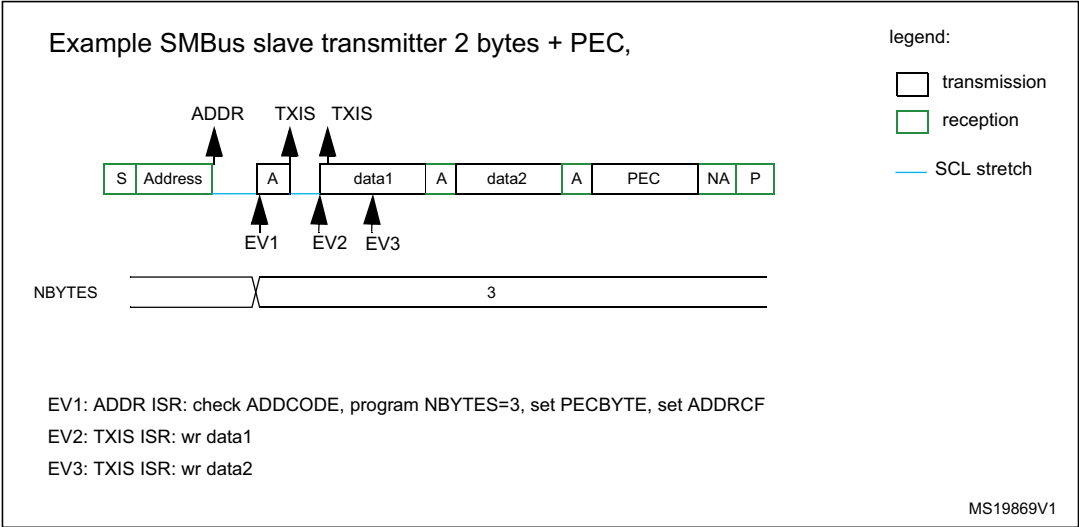 Example SMBus slave transmitter 2 bytes + PEC,
legend:
transmission
reception
SCL stretch
ADDR TXIS TXIS
S Address A data1 A data2 A PEC NA P
EV1 EV2 EV3
NBYTES 3
EV1: ADDR ISR: check ADDCODE, program NBYTES=3, set PECBYTE, set ADDRCF
EV2: TXIS ISR: wr data1
EV3: TXIS ISR: wr data2
MS19869V1